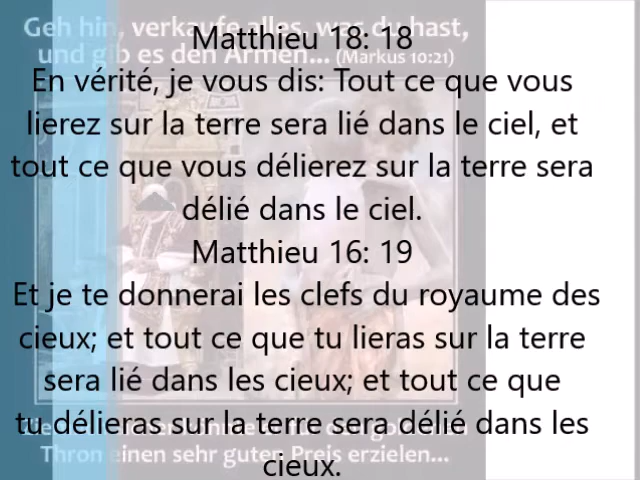 Geh hin, verkaufe alles, was du hast,
und gib es den Armen... (Markus 10:21)
Matthieu 18: 18
En vérité, je vous dis: Tout ce que vous
lierez sur la terre sera lié dans le ciel, et
tout ce que vous délierez sur la terre sera
délié dans le ciel.
Matthieu 16: 19
Et je te donnerai les clefs du royaume des
cieux; et tout ce que tu lieras sur la terre
sera lié dans les cieux; et tout ce que
tu délieras sur la terre sera délié dans les
cieux.
Thron einen sehr guten Preis erzielen...